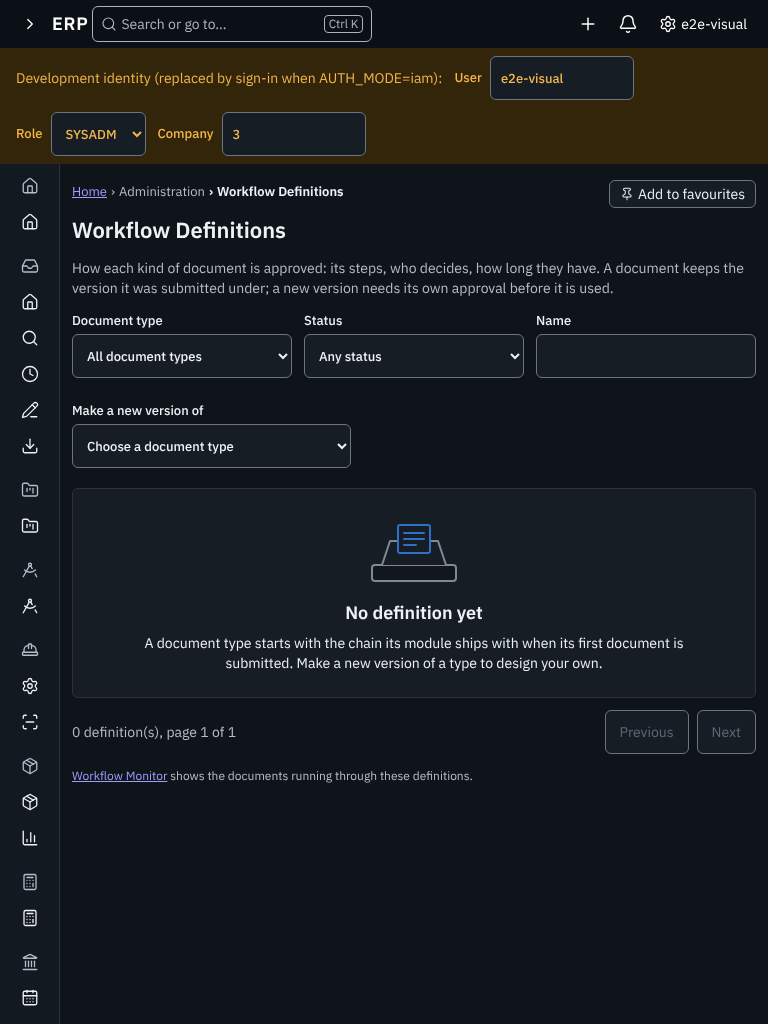 ERP
Search or go to...
Ctrl K
e2e-visual
Development identity (replaced by sign-in when AUTH_MODE=iam):
User
e2e-visual
Role
SYSADM
Company
3
Home › Administration › Workflow Definitions
Add to favourites
Workflow Definitions
How each kind of document is approved: its steps, who decides, how long they have. A document keeps the
version it was submitted under; a new version needs its own approval before it is used.
Document type
Status
Name
All document types
Any status
Make a new version of
Choose a document type
No definition yet
A document type starts with the chain its module ships with when its first document is
submitted. Make a new version of a type to design your own.
0 definition(s), page 1 of 1
Previous
Next
Workflow Monitor shows the documents running through these definitions.